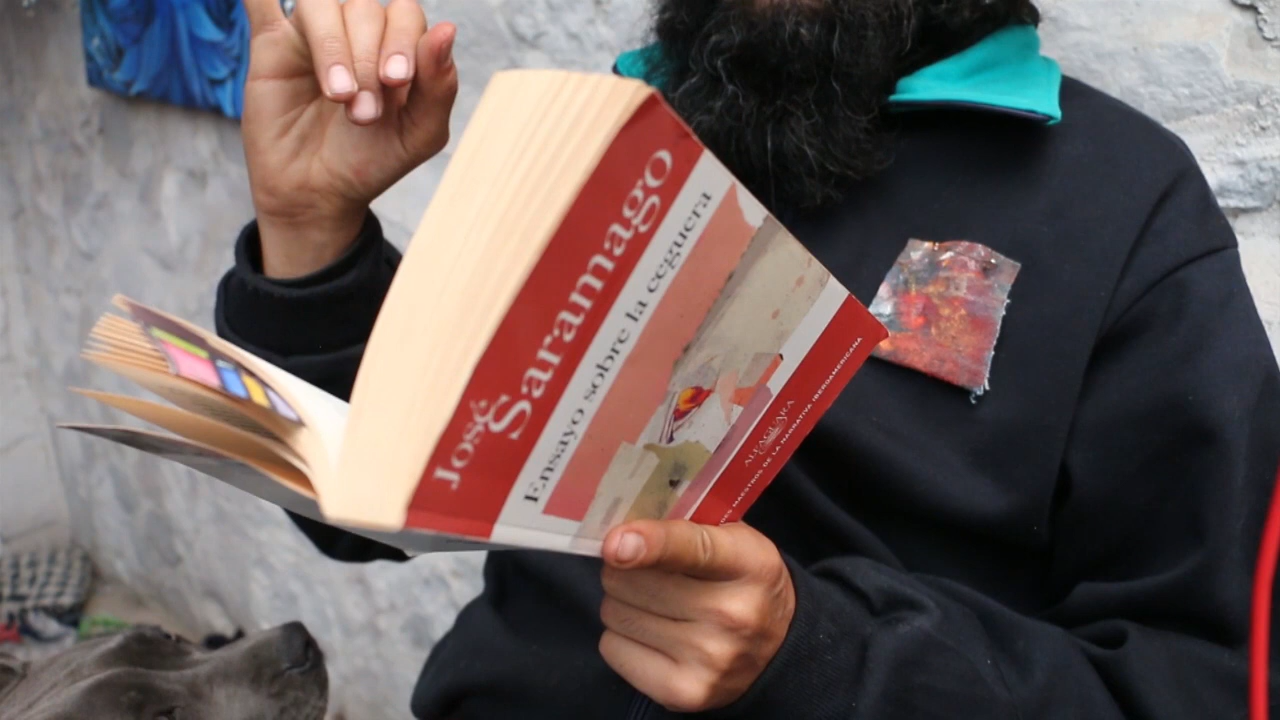 José
Saramago
Ensayo sobre la ceguera
ALFAGUARA
MAESTROS DE LA NARRATIVA IBEROAMERICANA